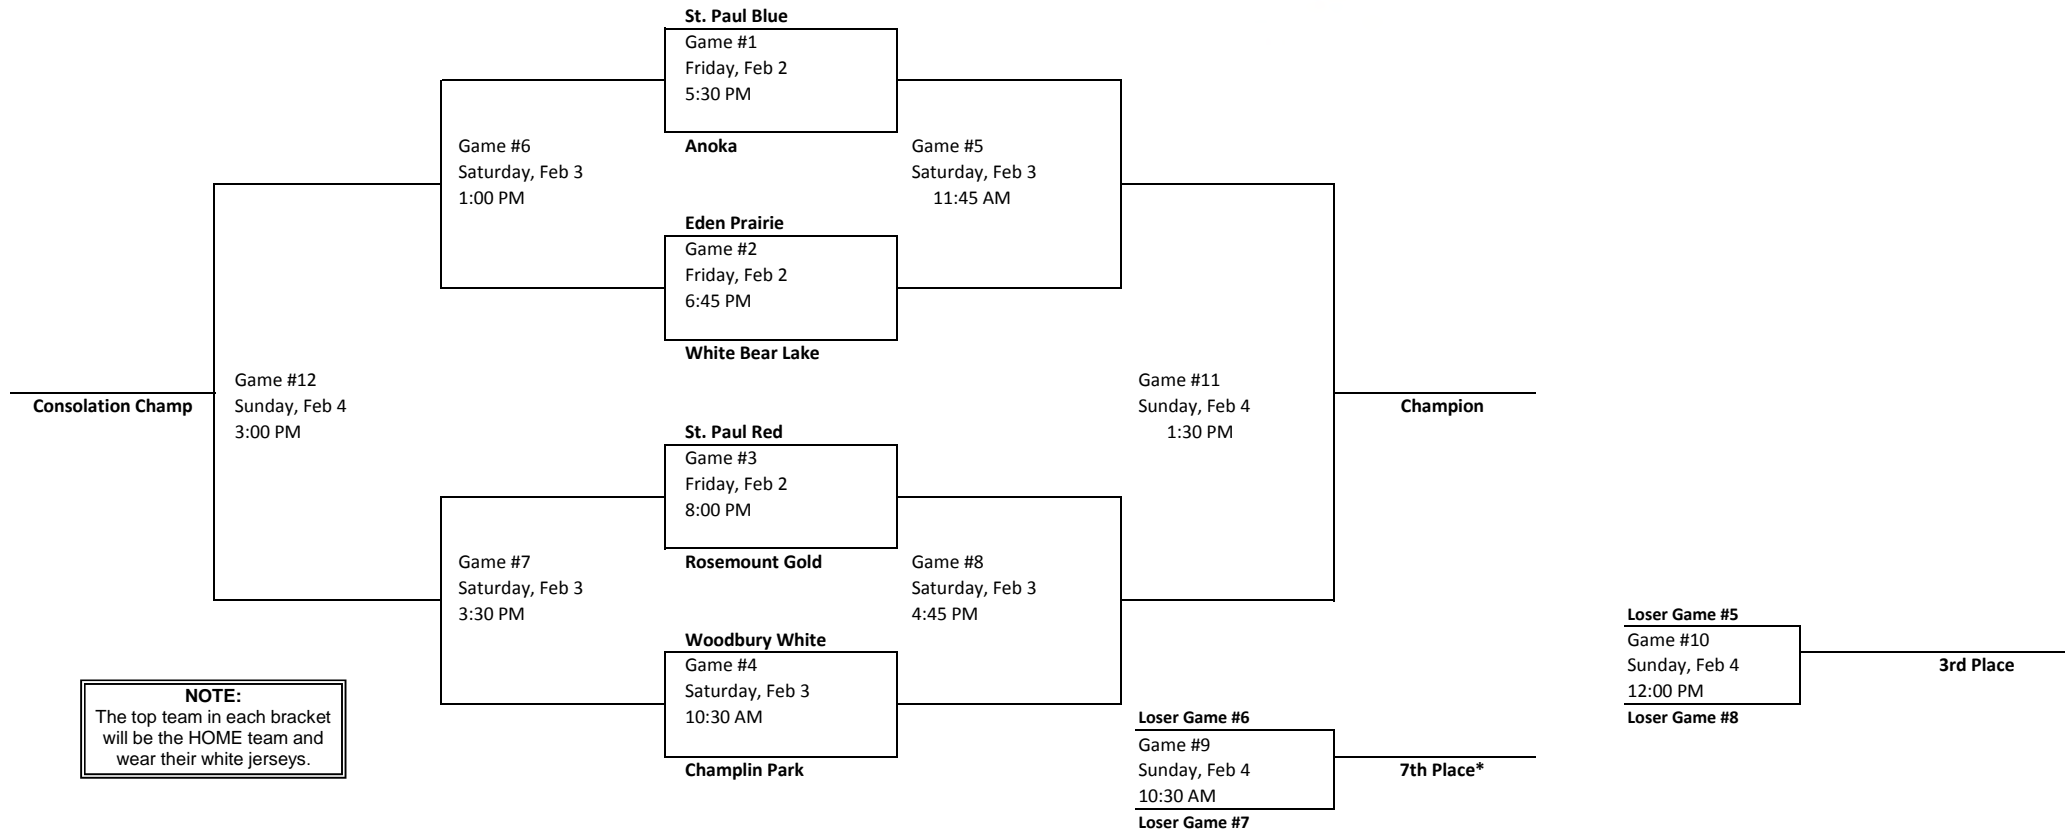 St. Paul Blue
Game #1
Friday, Feb 2
5:30 PM
Anoka
Game #6
Saturday, Feb 3
1:00 PM
Game #5
Saturday, Feb 3
11:45 AM
Eden Prairie
Game #2
Friday, Feb 2
6:45 PM
White Bear Lake
Game #12
Sunday, Feb 4
3:00 PM
Consolation Champ
Game #11
Sunday, Feb 4
1:30 PM
Champion
St. Paul Red
Game #3
Friday, Feb 2
8:00 PM
Rosemount Gold
Game #7
Saturday, Feb 3
3:30 PM
Game #8
Saturday, Feb 3
4:45 PM
Woodbury White
Game #4
Saturday, Feb 3
10:30 AM
Champlin Park
Loser Game #5
Game #10
Sunday, Feb 4
12:00 PM
Loser Game #8
3rd Place
NOTE:
The top team in each bracket
will be the HOME team and
wear their white jerseys.
Loser Game #6
Game #9
Sunday, Feb 4
10:30 AM
Loser Game #7
7th Place*